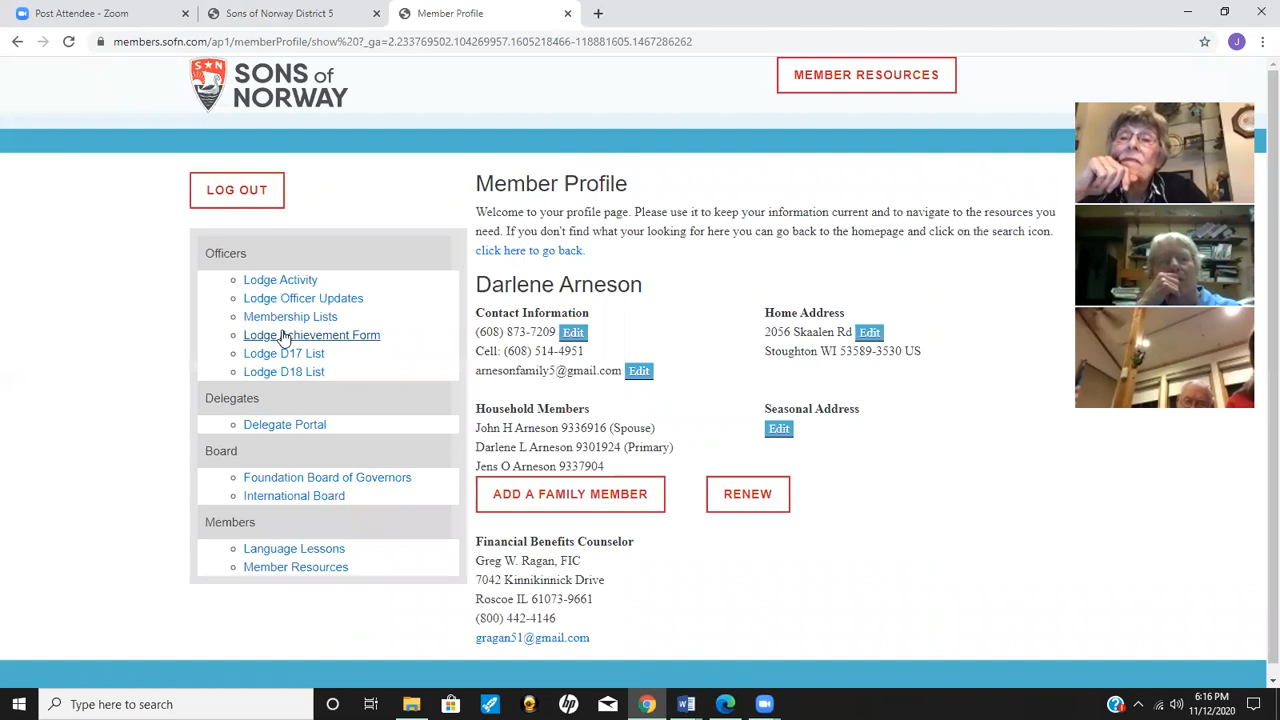 Post Attendee - Zoom
Sons of Norway District 5
Member Profile
members.sofn.com/ap1/memberProfile/show%20?_ga=2.233769502.104269957.1605218466-118881605.1467286262
J
S N
SONS of
NORWAY
MEMBER RESOURCES
LOG OUT
Officers
Lodge Activity
Lodge Officer Updates
Membership Lists
Lodge Achievement Form
Lodge D17 List
Lodge D18 List
Delegates
Delegate Portal
Board
Foundation Board of Governors
International Board
Members
Language Lessons
Member Resources
Member Profile
Welcome to your profile page. Please use it to keep your information current and to navigate to the resources you
need. If you don't find what your looking for here you can go back to the homepage and click on the search icon.
click here to go back.
Darlene Arneson
Contact Information
(608) 873-7209 Edit
Cell: (608) 514-4951
arnesonfamily5@gmail.com Edit
Home Address
2056 Skaalen Rd Edit
Stoughton WI 53589-3530 US
Household Members
John H Arneson 9336916 (Spouse)
Darlene L Arneson 9301924 (Primary)
Jens O Arneson 9337904
Seasonal Address
Edit
ADD A FAMILY MEMBER
RENEW
Financial Benefits Counselor
Greg W. Ragan, FIC
7042 Kinnikinnick Drive
Roscoe IL 61073-9661
(800) 442-4146
gragan51@gmail.com
Type here to search
hp
6:16 PM
11/12/2020